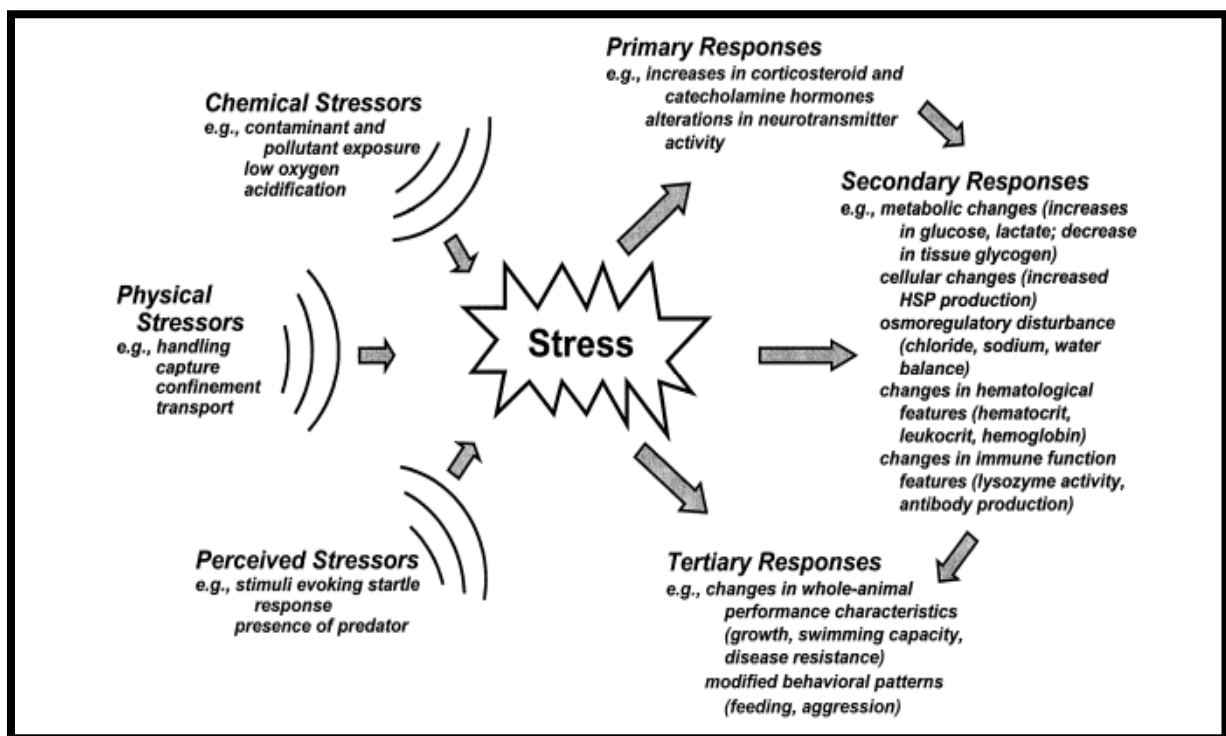 Chemical Stressors
e.g., contaminant and
pollutant exposure
low oxygen
acidification
Physical
Stressors
e.g., handling
capture
confinement
transport
Perceived Stressors
e.g., stimuli evoking startle
response
presence of predator
Stress
Primary Responses
e.g., increases in corticosteroid and
catecholamine hormones
alterations in neurotransmitter
activity
Secondary Responses
e.g., metabolic changes (increases
in glucose, lactate; decrease
in tissue glycogen)
cellular changes (increased
HSP production)
osmoregulatory disturbance
(chloride, sodium, water
balance)
changes in hematological
features (hematocrit,
leukocrit, hemoglobin)
changes in immune function
features (lysozyme activity,
antibody production)
Tertiary Responses
e.g., changes in whole-animal
performance characteristics
(growth, swimming capacity,
disease resistance)
modified behavioral patterns
(feeding, aggression)